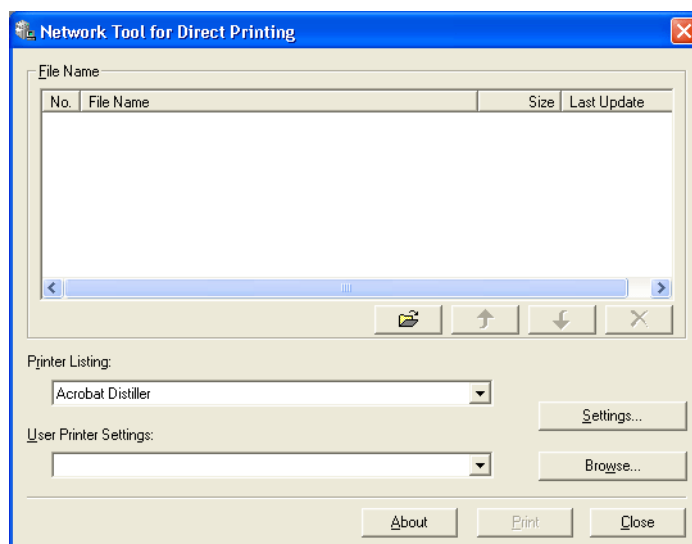 Network Tool for Direct Printing
File Name
No. File Name Size Last Update
Printer Listing:
Acrobat Distiller
Settings...
User Printer Settings:
Browse...
About Print Close